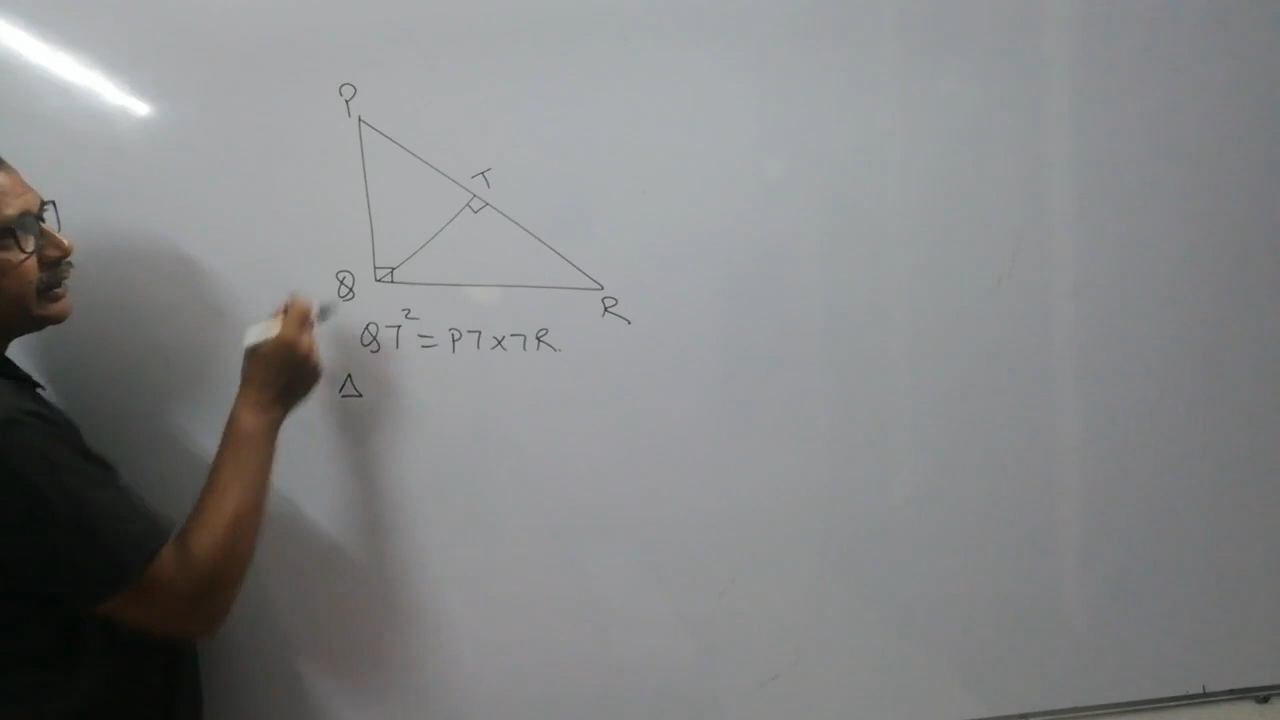 P
T
Q
R
QT² = PT × TR.
Δ